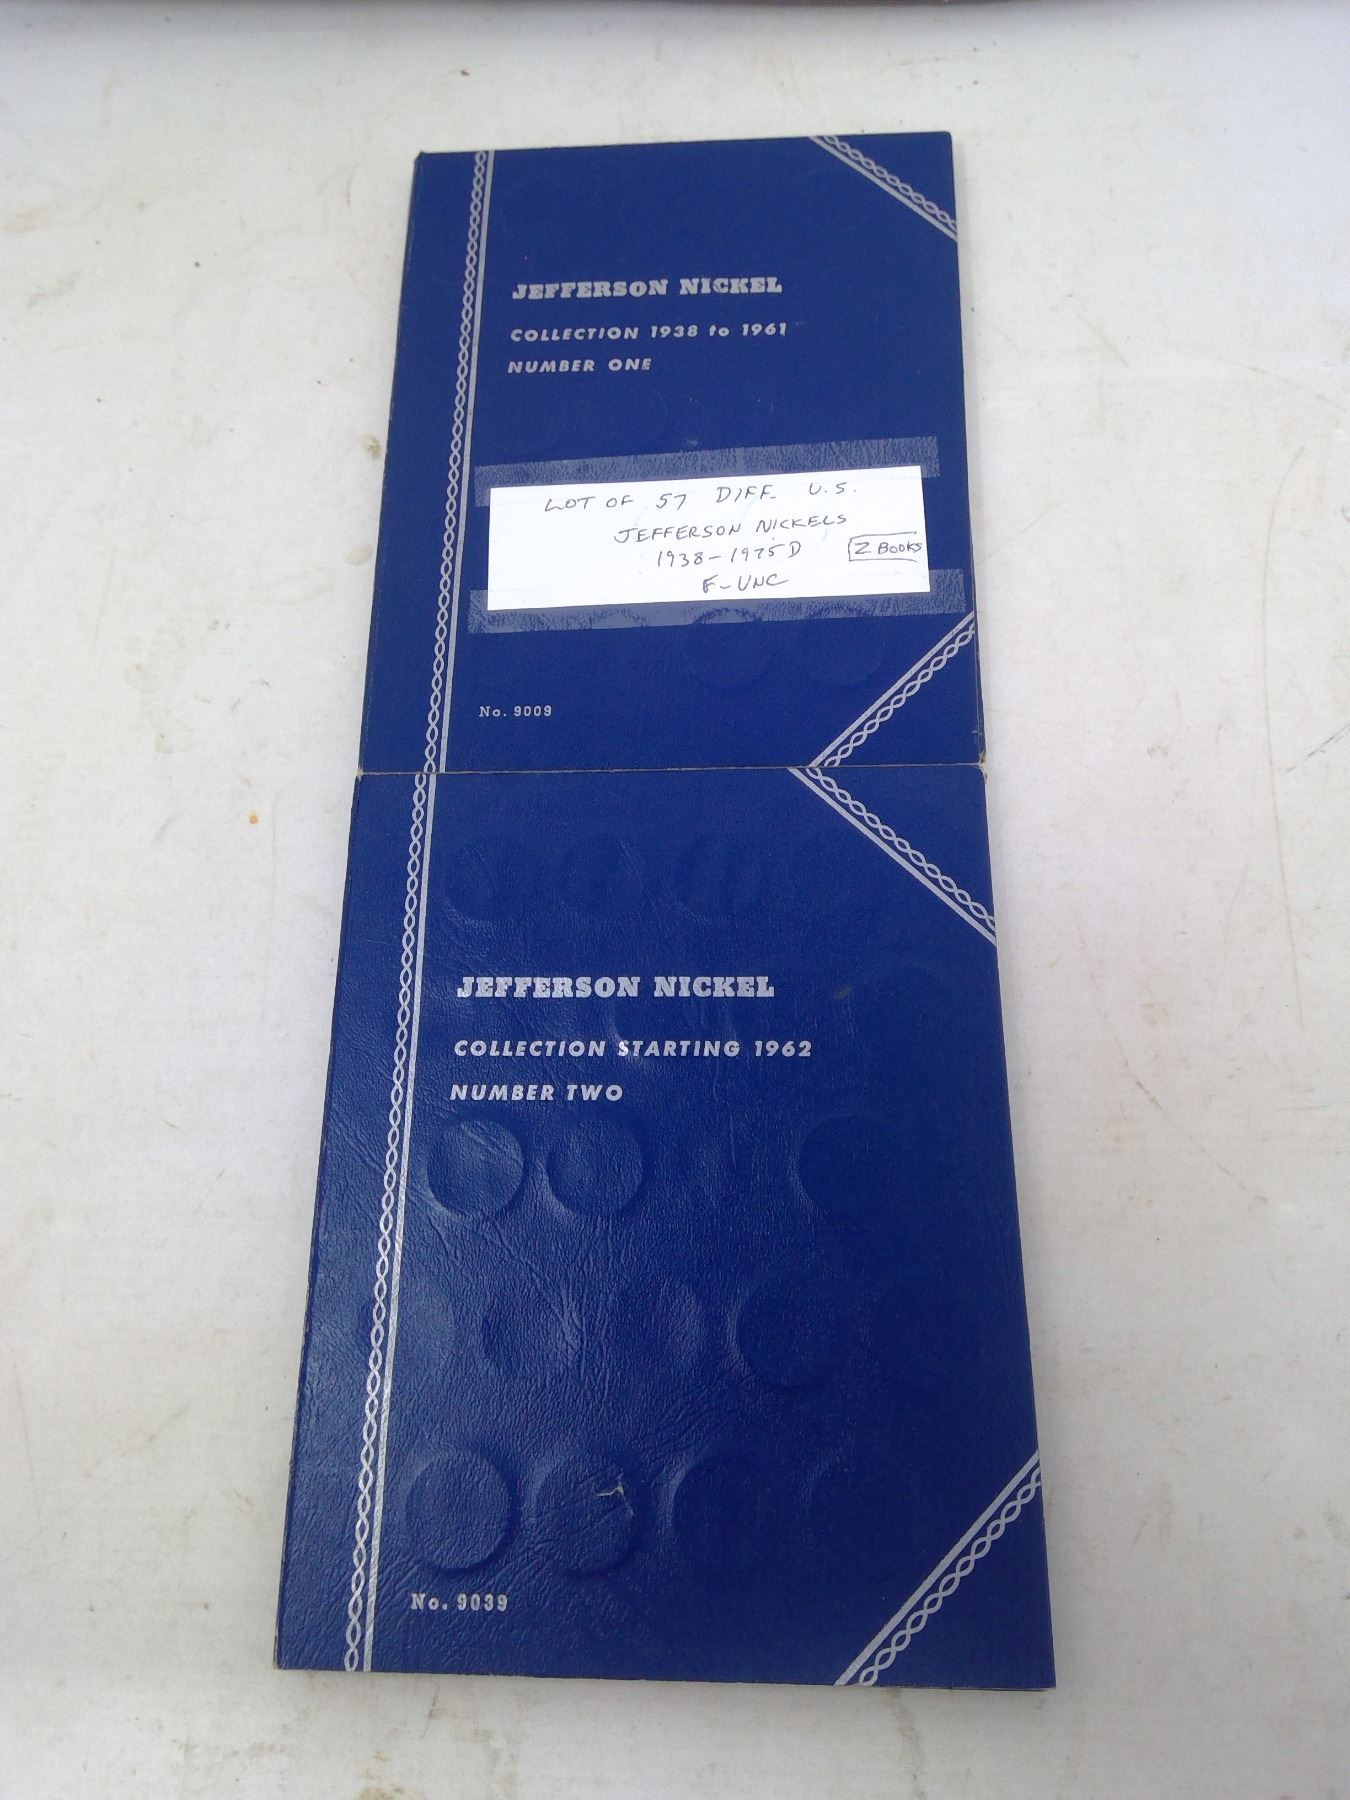 JEFFERSON NICKEL
COLLECTION 1938 to 1961
NUMBER ONE
LOT OF 57 DIFF. U.S.
JEFFERSON NICKELS
1938-1975 D
2 BOOKS
F-UNC
No. 9009
JEFFERSON NICKEL
COLLECTION STARTING 1962
NUMBER TWO
No. 9039